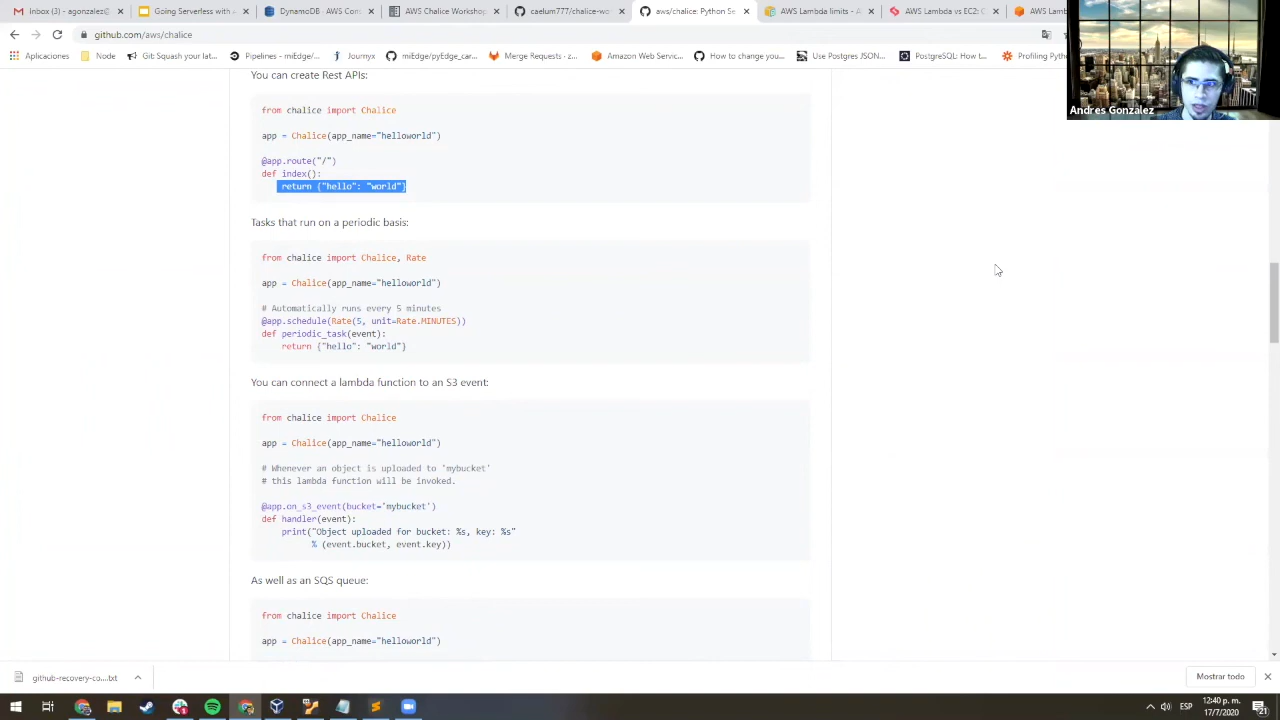 Inbox - agonzalez@
Going Serverless with
DynamoDB - AWS Con
AWS Chalice Workshop
caelum777/chalice-wo
aws/chalice: Python Se
AWS Lambda limits - A
AWS Lambda vs EC2: C
AWS Lamb
github.com/aws/chalice
Aplicaciones
Node
Git Squash your lat...
Pipelines - miEdge/...
Journi
miEdge/pyedge_car...
Merge Requests · z...
Amazon Web Servic...
How to change you...
Use Postgres JSON...
PostgreSQL: How t...
Profiling Pytho
Andres Gonzalez
You can create Rest APIs:
from chalice import Chalice
app = Chalice(app_name="helloworld")
@app.route("/")
def index():
return {"hello": "world"}
Tasks that run on a periodic basis:
from chalice import Chalice, Rate
app = Chalice(app_name="helloworld")
# Automatically runs every 5 minutes
@app.schedule(Rate(5, unit=Rate.MINUTES))
def periodic_task(event):
return {"hello": "world"}
You can connect a lambda function to an S3 event:
from chalice import Chalice
app = Chalice(app_name="helloworld")
# Whenever an object is uploaded to 'mybucket'
# this lambda function will be invoked.
@app.on_s3_event(bucket='mybucket')
def handler(event):
print("Object uploaded for bucket: %s, key: %s"
% (event.bucket, event.key))
As well as an SQS queue:
from chalice import Chalice
app = Chalice(app_name="helloworld")
github-recovery-co....txt
Mostrar todo
ESP
12:40 p. m.
17/7/2020
21